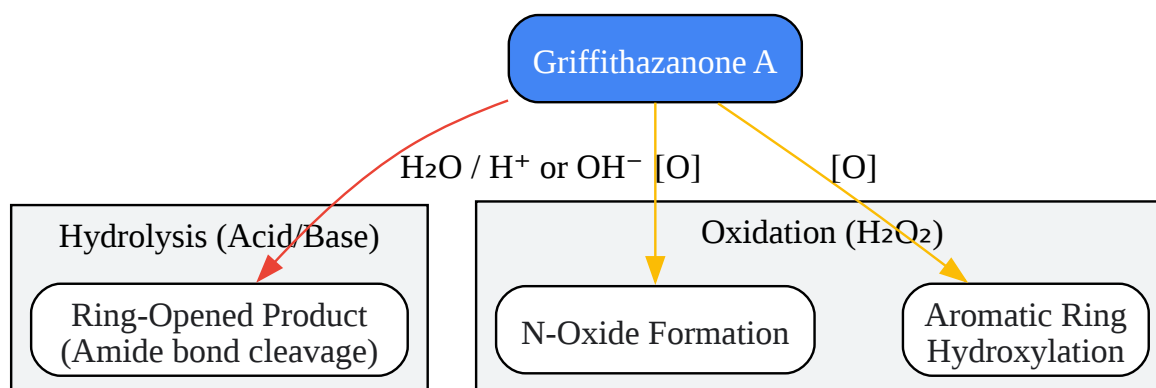 Griffithazanone A
H₂O / H⁺ or OH⁻
[O]
[O]
Hydrolysis (Acid/Base)
Oxidation (H₂O₂)
Ring-Opened Product
(Amide bond cleavage)
N-Oxide Formation
Aromatic Ring
Hydroxylation